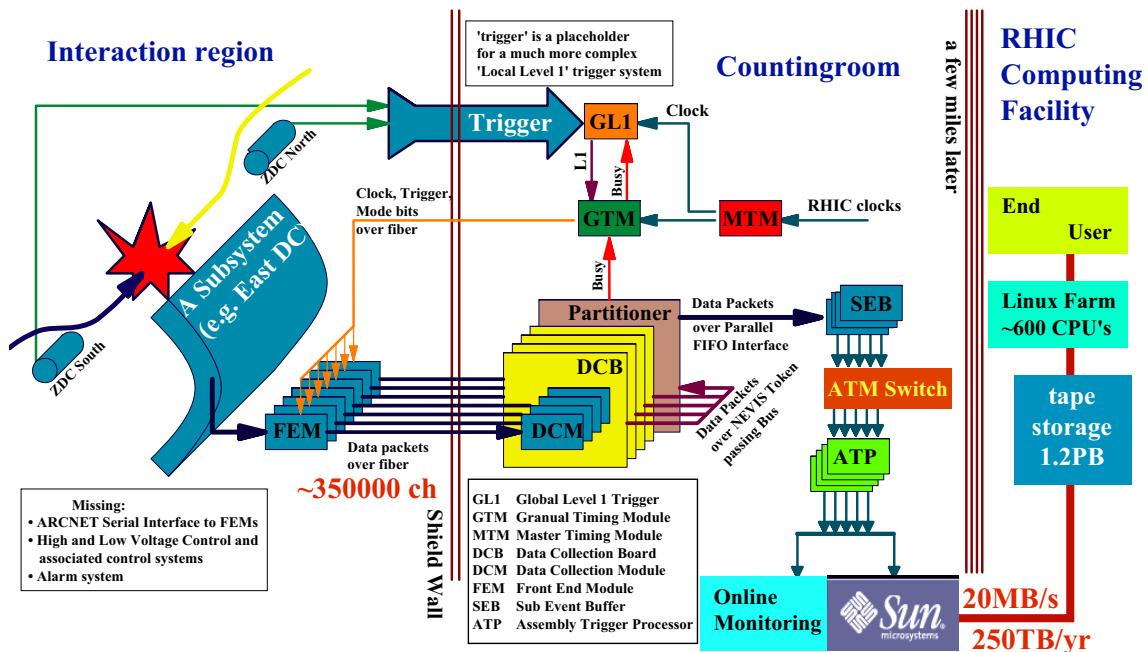 Interaction region
'trigger' is a placeholder
for a much more complex
'Local Level 1' trigger system
Countingroom
a few miles later
RHIC
Computing
Facility
Trigger
GL1
Clock
ZDC North
L1
Busy
Clock, Trigger,
Mode bits
over fiber
GTM
MTM
RHIC clocks
End
User
A Subsystem
(e.g. East DC)
Busy
Partitioner
Data Packets
over Parallel
FIFO Interface
SEB
Linux Farm
~600 CPU's
ZDC South
DCB
ATM Switch
Data Packets
over NEVIS Token
passing Bus
tape
storage
1.2PB
FEM
DCM
Data packets
over fiber
ATP
~350000 ch
Missing:
• ARCNET Serial Interface to FEMs
• High and Low Voltage Control and
associated control systems
• Alarm system
Shield Wall
GL1 Global Level 1 Trigger
GTM Granual Timing Module
MTM Master Timing Module
DCB Data Collection Board
DCM Data Collection Module
FEM Front End Module
SEB Sub Event Buffer
ATP Assembly Trigger Processor
Online
Monitoring
Sun
microsystems
20MB/s
250TB/yr